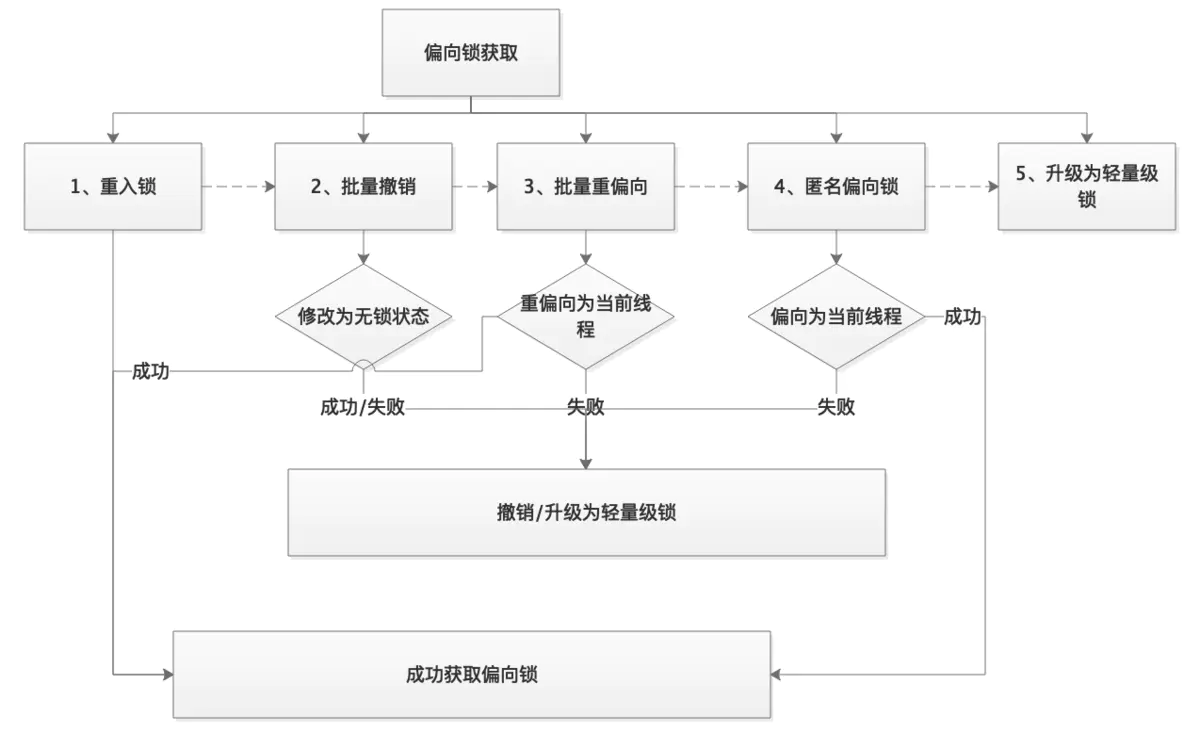 偏向锁获取
1、重入锁
2、批量撤销
3、批量重偏向
4、匿名偏向锁
5、升级为轻量级
锁
修改为无锁状态
重偏向为当前线
程
偏向为当前线程
成功
成功
成功/失败
失败
失败
撤销/升级为轻量级锁
成功获取偏向锁